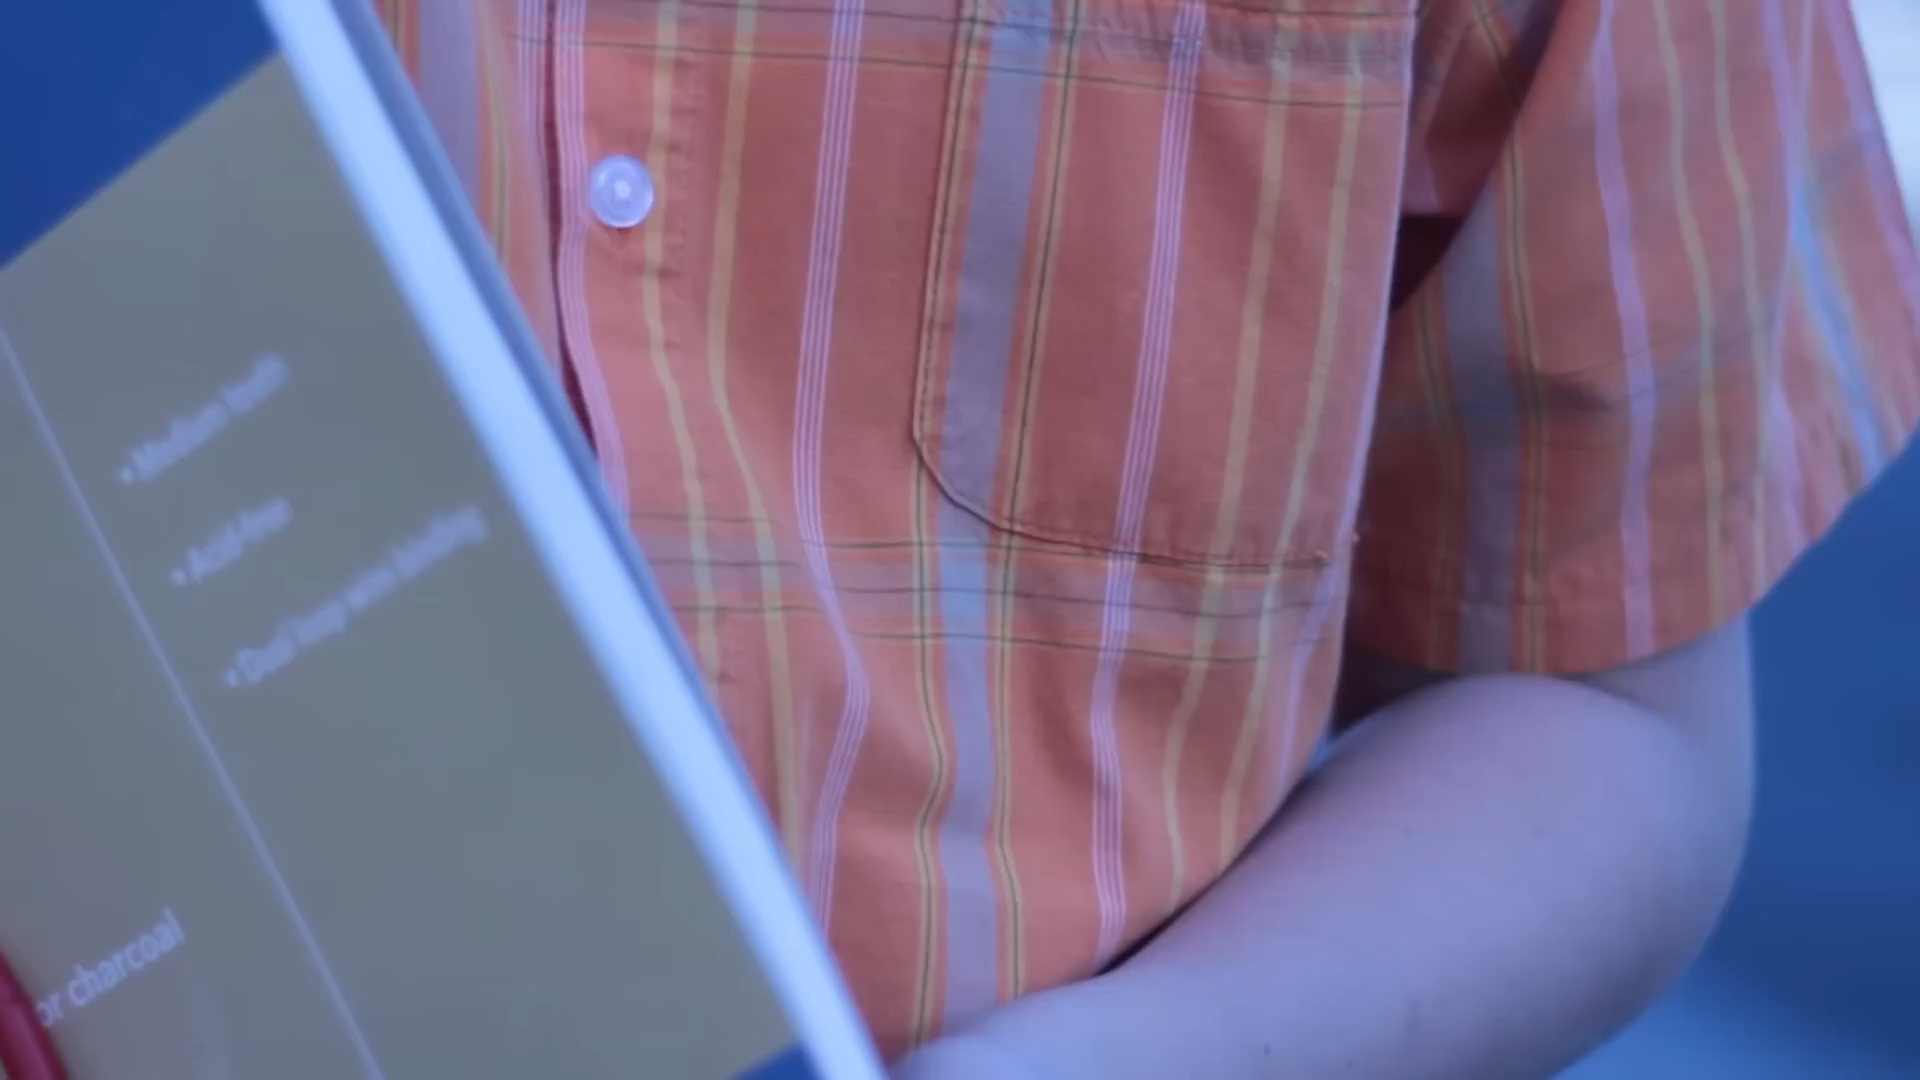 • Medium tooth
• Acid-free
• Dual loop wire binding
or charcoal